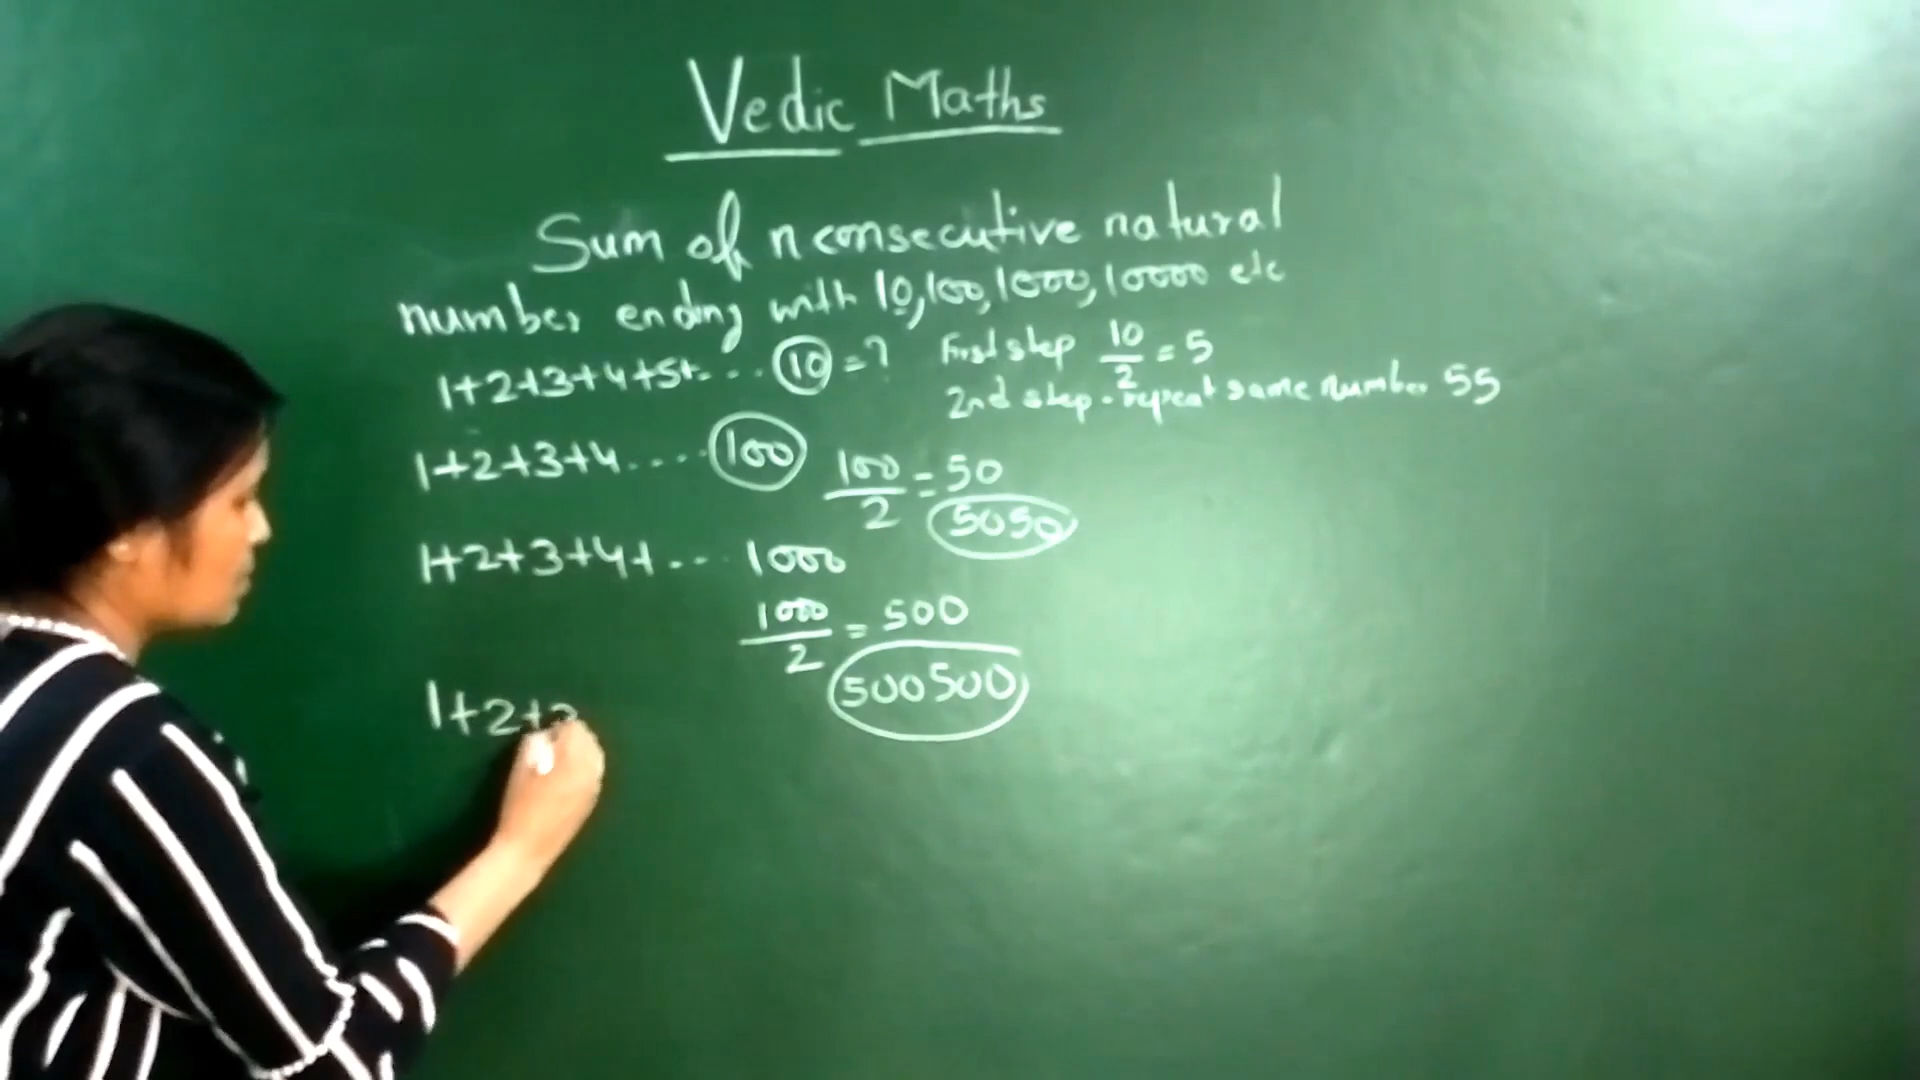 Vedic Maths
Sum of n consecutive natural
number ending with 10,100,1000,10000 etc
1+2+3+4+5+... 10 = ? First step 10/2 = 5
2nd step - repeat same number 55
1+2+3+4.... 100 100/2 = 50
5050
1+2+3+4+... 1000
1000/2 = 500
500500
1+2+3